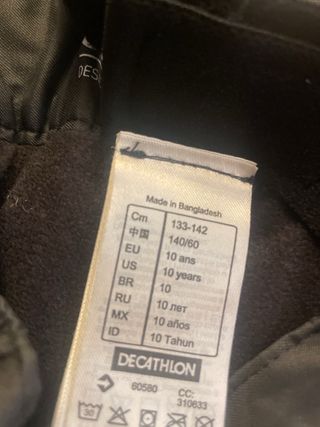 DES
Made in Bangladesh
Cm 133-142
中国 140/60
EU 10 ans
US 10 years
BR 10
RU 10 лет
MX 10 años
ID 10 Tahun
DECATHLON
60580 CC: 310633
30